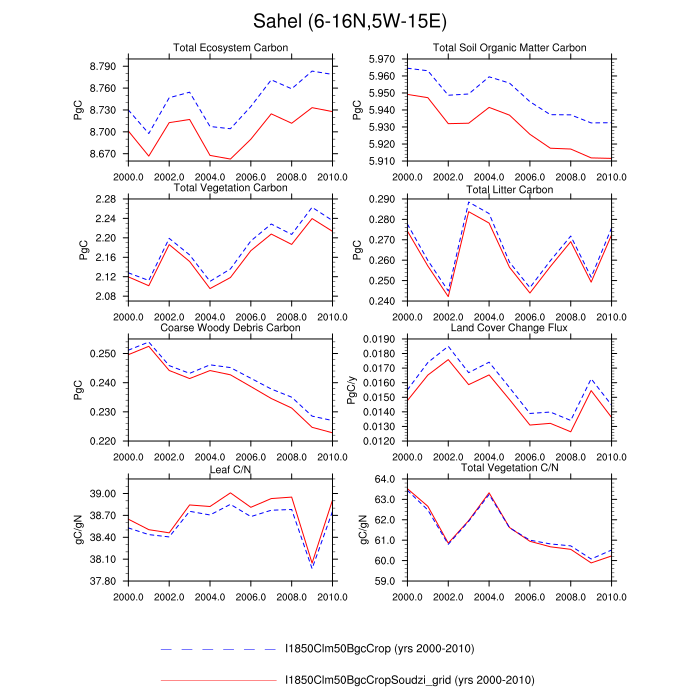 Sahel (6-16N,5W-15E)
Total Ecosystem Carbon
Total Soil Organic Matter Carbon
PgC
8.790
8.760
8.730
8.700
8.670
2000.0 2002.0 2004.0 2006.0 2008.0 2010.0
PgC
5.970
5.960
5.950
5.940
5.930
5.920
5.910
2000.0 2002.0 2004.0 2006.0 2008.0 2010.0
Total Vegetation Carbon
Total Litter Carbon
PgC
2.28
2.24
2.20
2.16
2.12
2.08
2000.0 2002.0 2004.0 2006.0 2008.0 2010.0
PgC
0.290
0.280
0.270
0.260
0.250
0.240
2000.0 2002.0 2004.0 2006.0 2008.0 2010.0
Coarse Woody Debris Carbon
Land Cover Change Flux
PgC
0.250
0.240
0.230
0.220
2000.0 2002.0 2004.0 2006.0 2008.0 2010.0
PgC/y
0.0190
0.0180
0.0170
0.0160
0.0150
0.0140
0.0130
0.0120
2000.0 2002.0 2004.0 2006.0 2008.0 2010.0
Leaf C/N
Total Vegetation C/N
gC/gN
39.00
38.70
38.40
38.10
37.80
2000.0 2002.0 2004.0 2006.0 2008.0 2010.0
gC/gN
64.0
63.0
62.0
61.0
60.0
59.0
2000.0 2002.0 2004.0 2006.0 2008.0 2010.0
I1850Clm50BgcCrop (yrs 2000-2010)
I1850Clm50BgcCropSoudzi_grid (yrs 2000-2010)